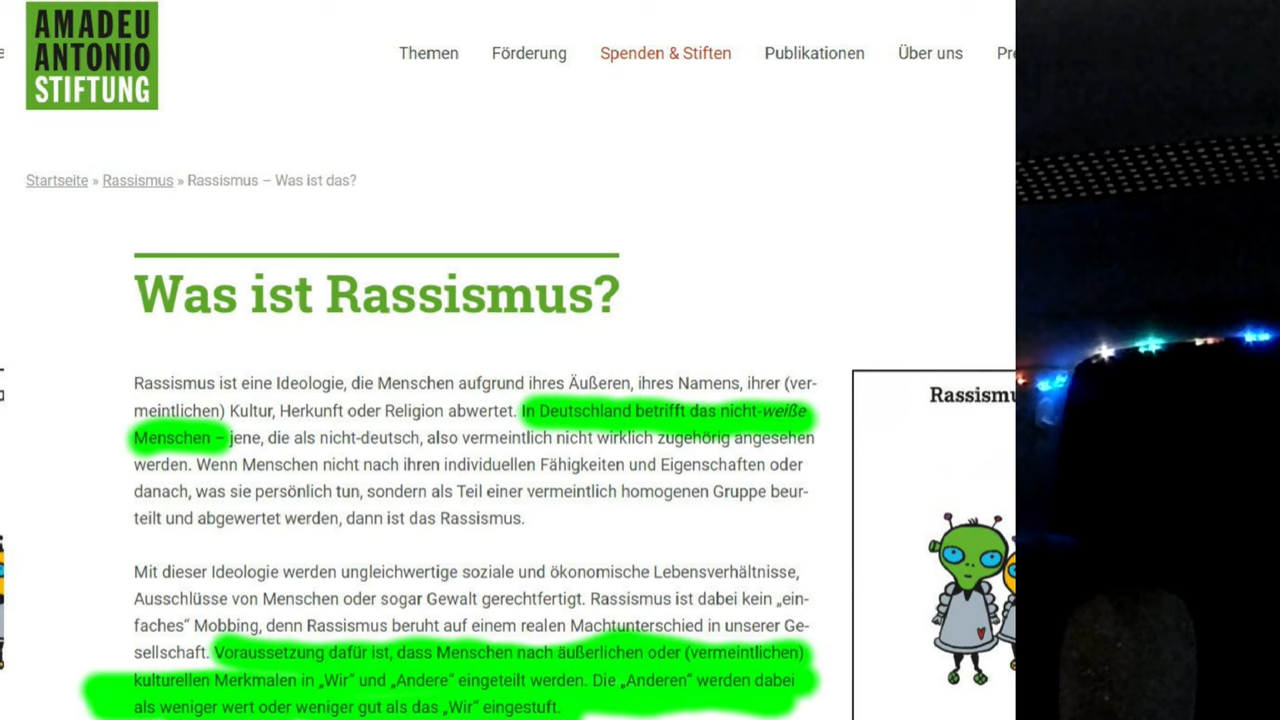 AMADEU
ANTONIO
STIFTUNG
Themen Förderung Spenden & Stiften Publikationen Über uns
Startseite » Rassismus » Rassismus – Was ist das?
Was ist Rassismus?
Rassismus ist eine Ideologie, die Menschen aufgrund ihres Äußeren, ihres Namens, ihrer (ver-
meintlichen) Kultur, Herkunft oder Religion abwertet. In Deutschland betrifft das nicht-weiße
Menschen – jene, die als nicht-deutsch, also vermeintlich nicht wirklich zugehörig angesehen
werden. Wenn Menschen nicht nach ihren individuellen Fähigkeiten und Eigenschaften oder
danach, was sie persönlich tun, sondern als Teil einer vermeintlich homogenen Gruppe beur-
teilt und abgewertet werden, dann ist das Rassismus.
Mit dieser Ideologie werden ungleichwertige soziale und ökonomische Lebensverhältnisse,
Ausschlüsse von Menschen oder sogar Gewalt gerechtfertigt. Rassismus ist dabei kein „ein-
faches“ Mobbing, denn Rassismus beruht auf einem realen Machtunterschied in unserer Ge-
sellschaft. Voraussetzung dafür ist, dass Menschen nach äußerlichen oder (vermeintlichen)
kulturellen Merkmalen in „Wir“ und „Andere“ eingeteilt werden. Die „Anderen“ werden dabei
als weniger wert oder weniger gut als das „Wir“ eingestuft.